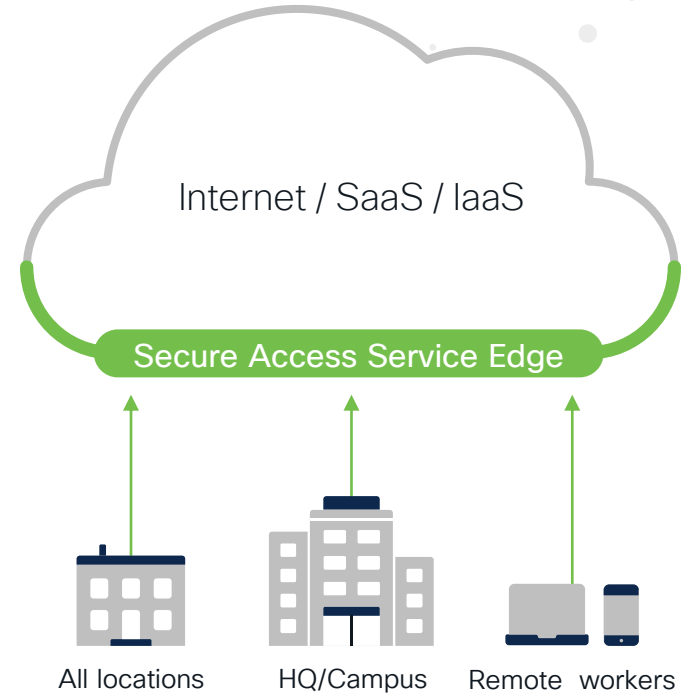 Internet / SaaS / IaaS
Secure Access Service Edge
All locations
HQ/Campus
Remote workers